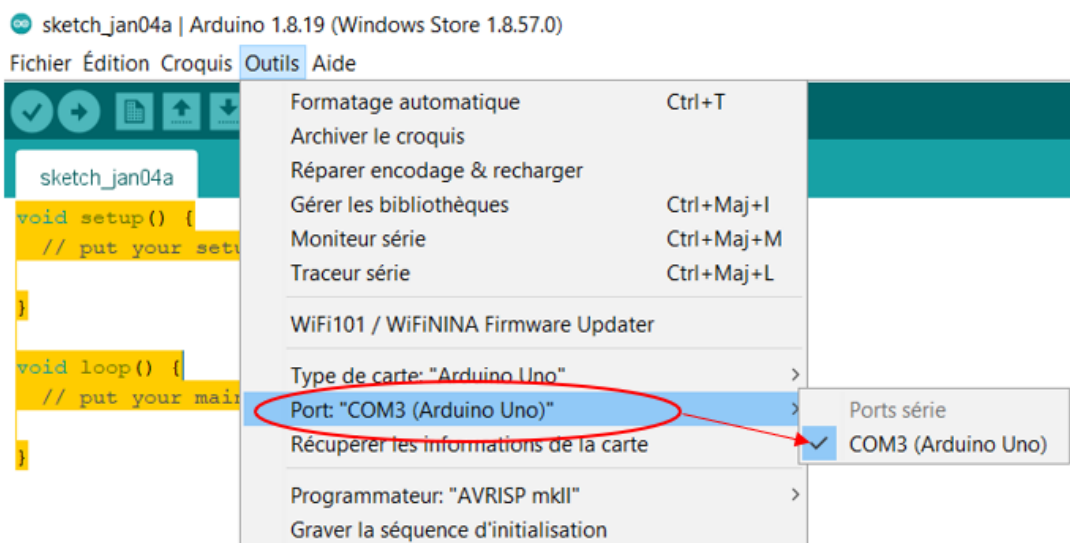 sketch_jan04a | Arduino 1.8.19 (Windows Store 1.8.57.0)
Fichier Édition Croquis Outils Aide
Formatage automatique Ctrl+T
Archiver le croquis
Réparer encodage & recharger
Gérer les bibliothèques Ctrl+Maj+I
Moniteur série Ctrl+Maj+M
Traceur série Ctrl+Maj+L
WiFi101 / WiFiNINA Firmware Updater
Type de carte: "Arduino Uno"
Port: "COM3 (Arduino Uno)"
Récupérer les informations de la carte
Programmateur: "AVRISP mkII"
Graver la séquence d'initialisation
Ports série
COM3 (Arduino Uno)
sketch_jan04a
void setup() {
// put your setu
}
void loop() {
// put your main
}